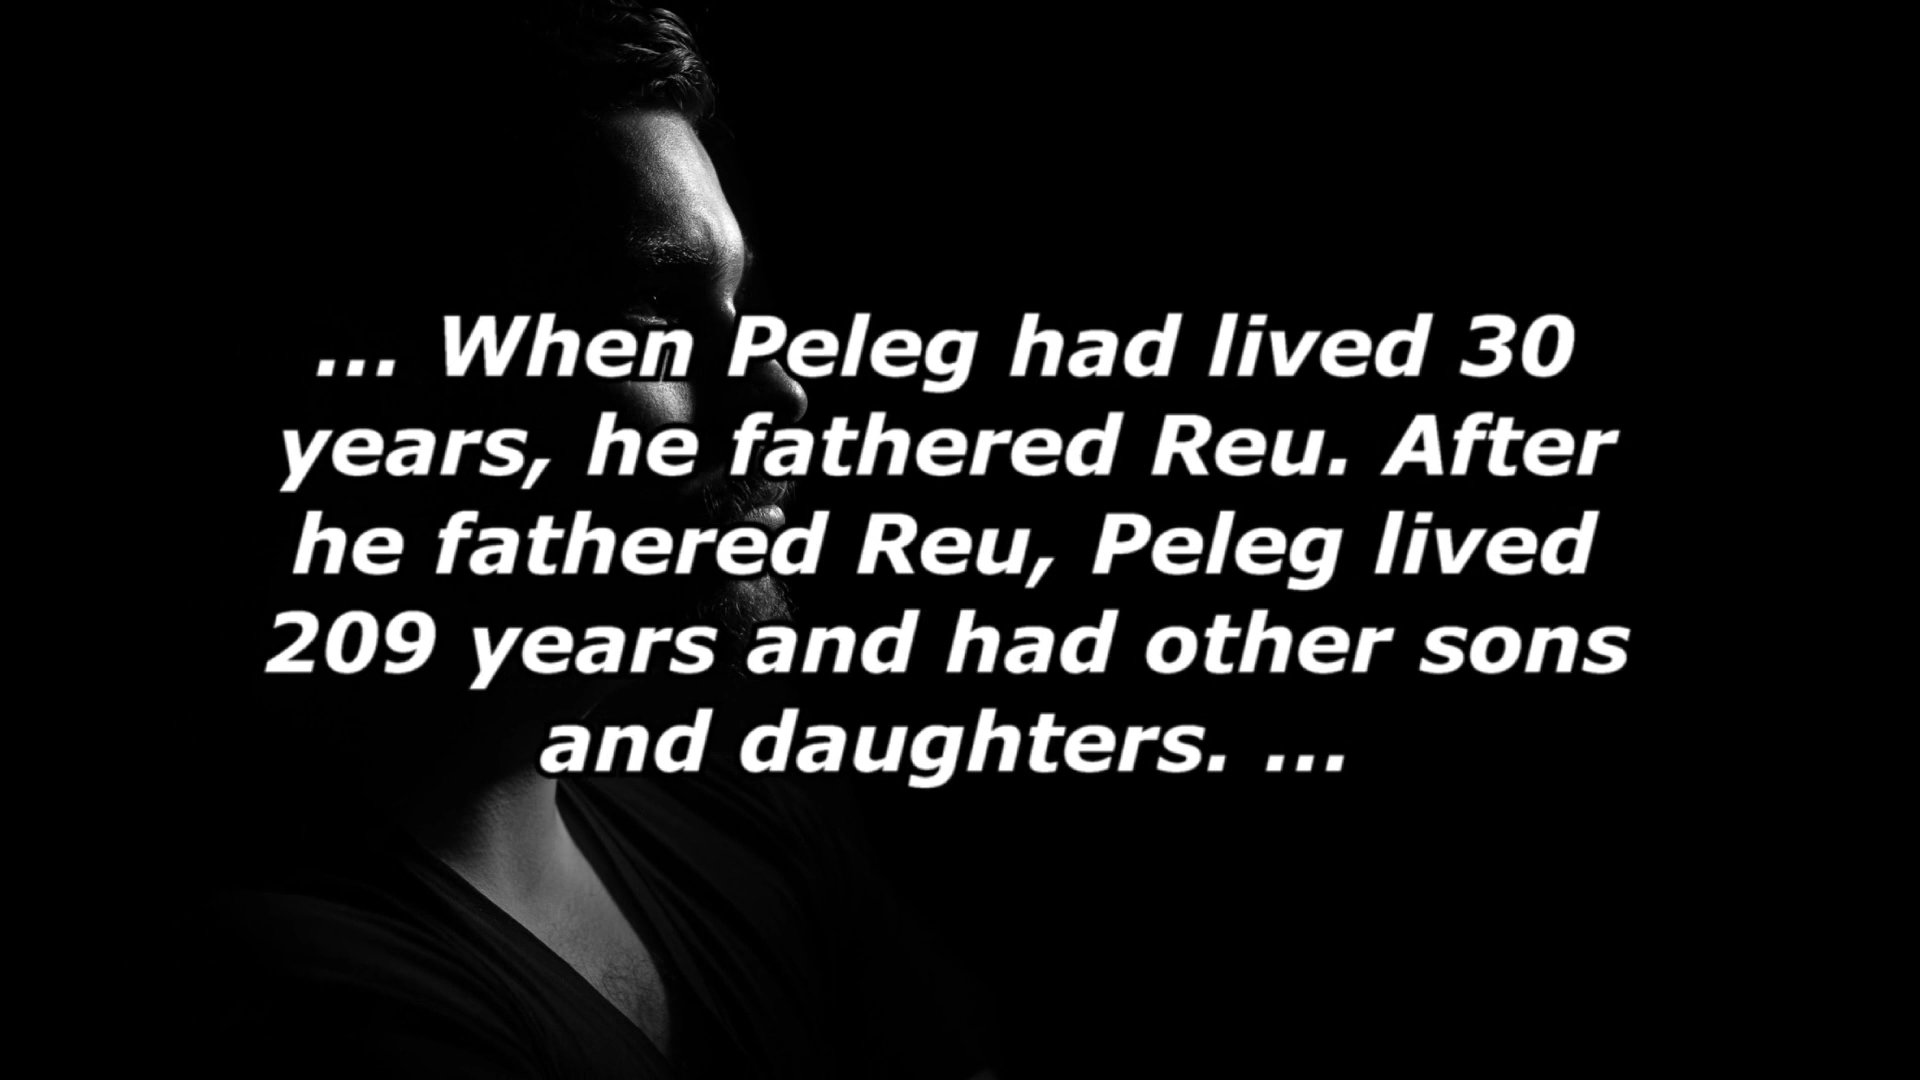 ... When Peleg had lived 30
years, he fathered Reu. After
he fathered Reu, Peleg lived
209 years and had other sons
and daughters. ...